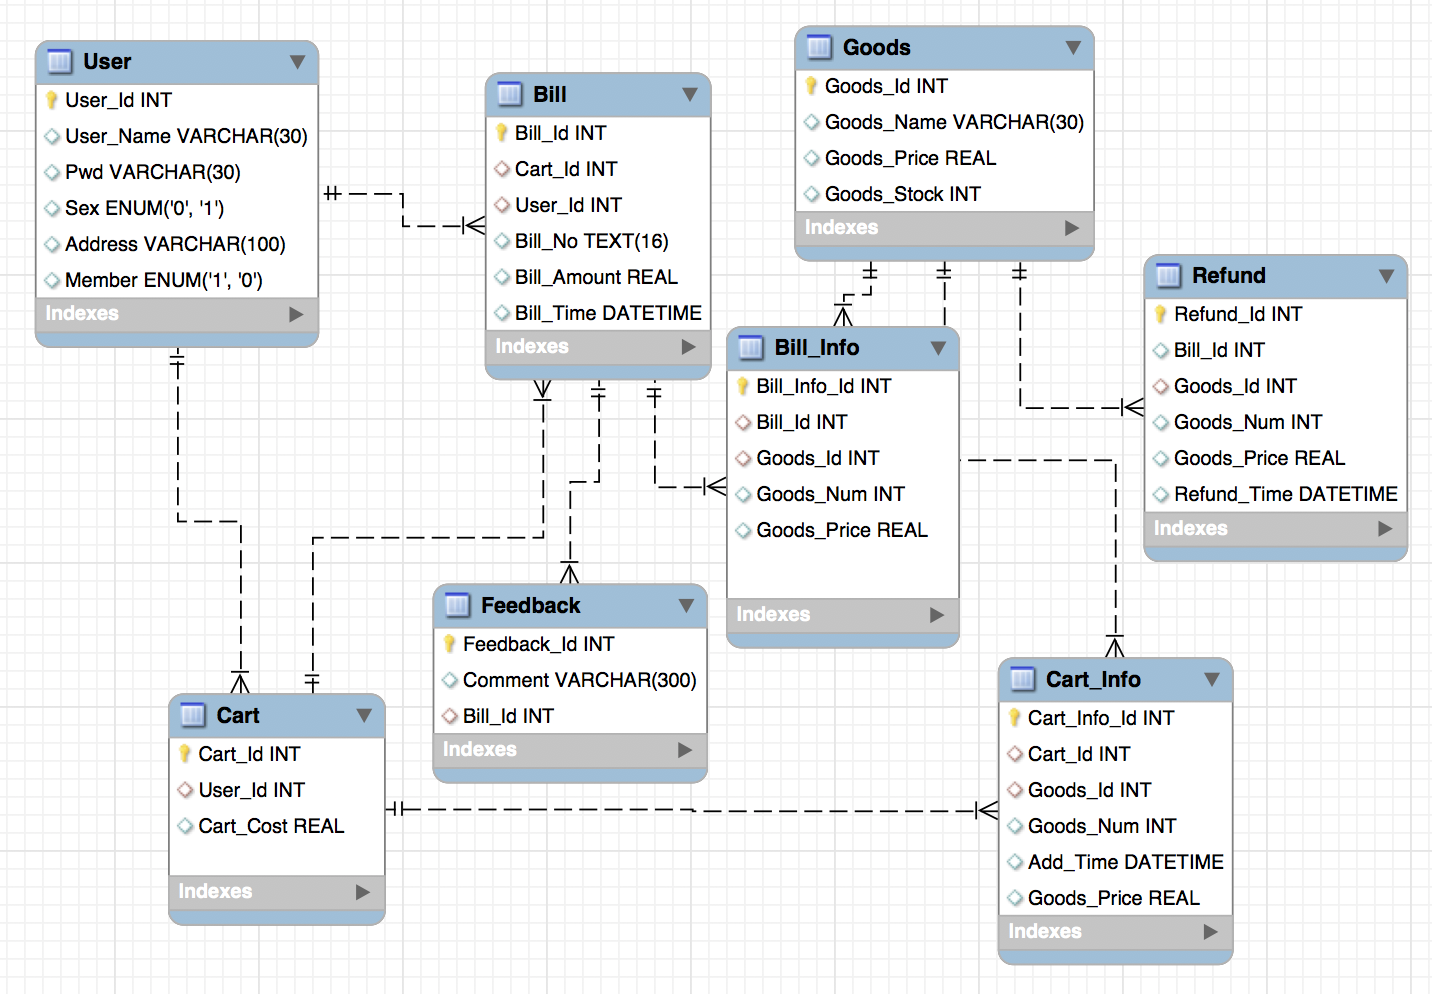 User
User_Id INT
User_Name VARCHAR(30)
Pwd VARCHAR(30)
Sex ENUM('0', '1')
Address VARCHAR(100)
Member ENUM('1', '0')
Indexes
Bill
Bill_Id INT
Cart_Id INT
User_Id INT
Bill_No TEXT(16)
Bill_Amount REAL
Bill_Time DATETIME
Indexes
Goods
Goods_Id INT
Goods_Name VARCHAR(30)
Goods_Price REAL
Goods_Stock INT
Indexes
Refund
Refund_Id INT
Bill_Id INT
Goods_Id INT
Goods_Num INT
Goods_Price REAL
Refund_Time DATETIME
Indexes
Bill_Info
Bill_Info_Id INT
Bill_Id INT
Goods_Id INT
Goods_Num INT
Goods_Price REAL
Indexes
Feedback
Feedback_Id INT
Comment VARCHAR(300)
Bill_Id INT
Indexes
Cart
Cart_Id INT
User_Id INT
Cart_Cost REAL
Indexes
Cart_Info
Cart_Info_Id INT
Cart_Id INT
Goods_Id INT
Goods_Num INT
Add_Time DATETIME
Goods_Price REAL
Indexes